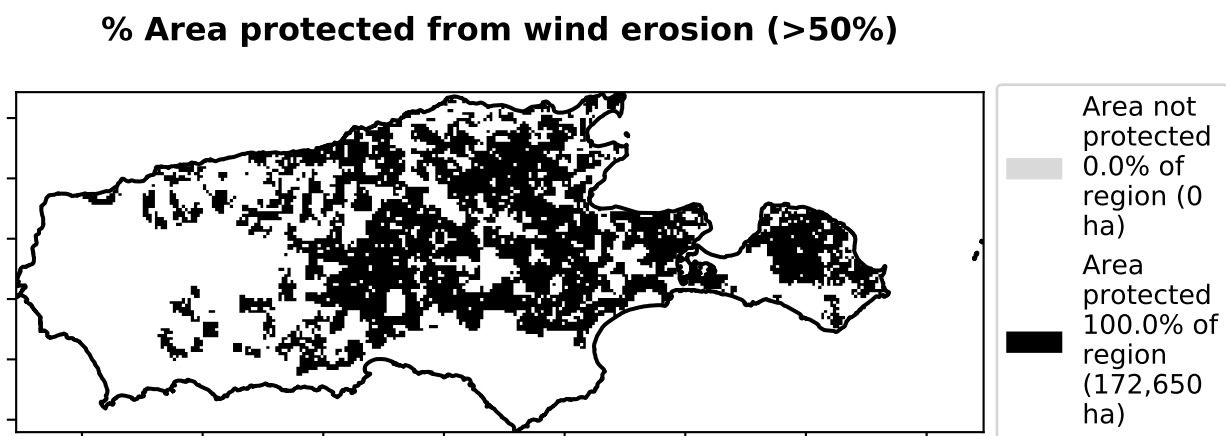 % Area protected from wind erosion (>50%)
Area not
protected
0.0% of
region (0
ha)
Area
protected
100.0% of
region
(172,650
ha)